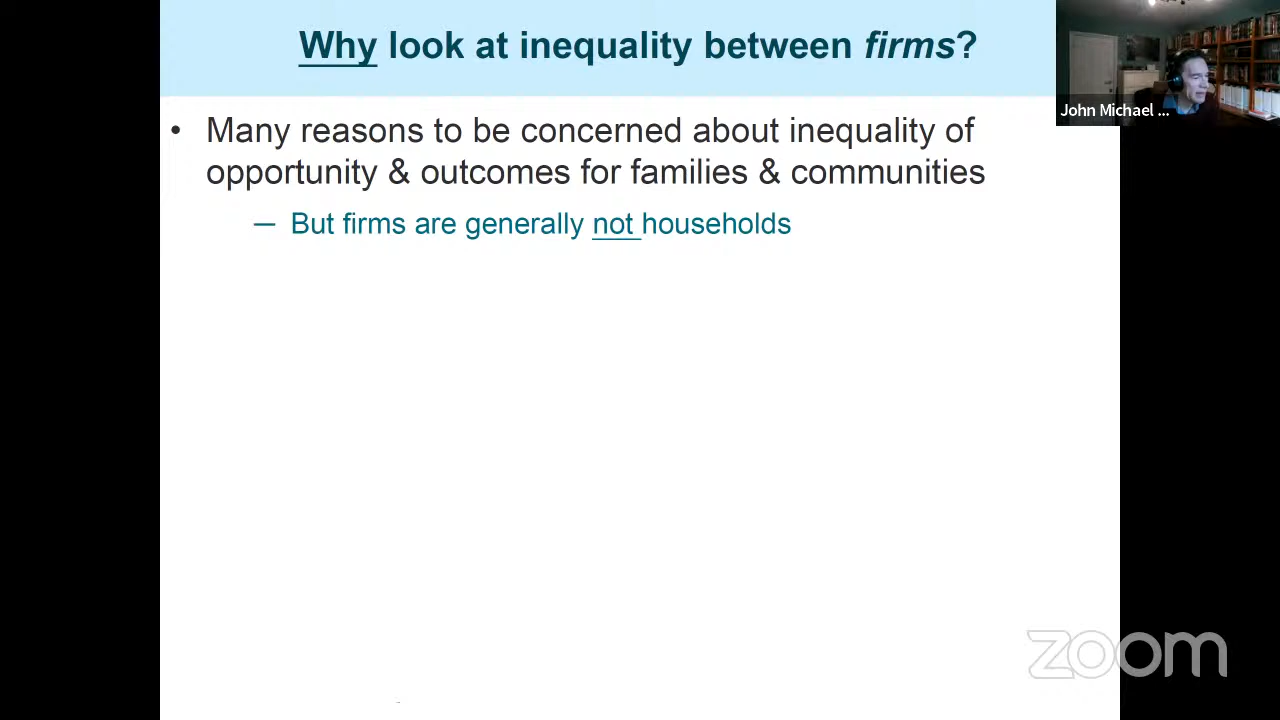 Why look at inequality between firms?
• Many reasons to be concerned about inequality of
opportunity & outcomes for families & communities
— But firms are generally not households
John Michael ...
zoom